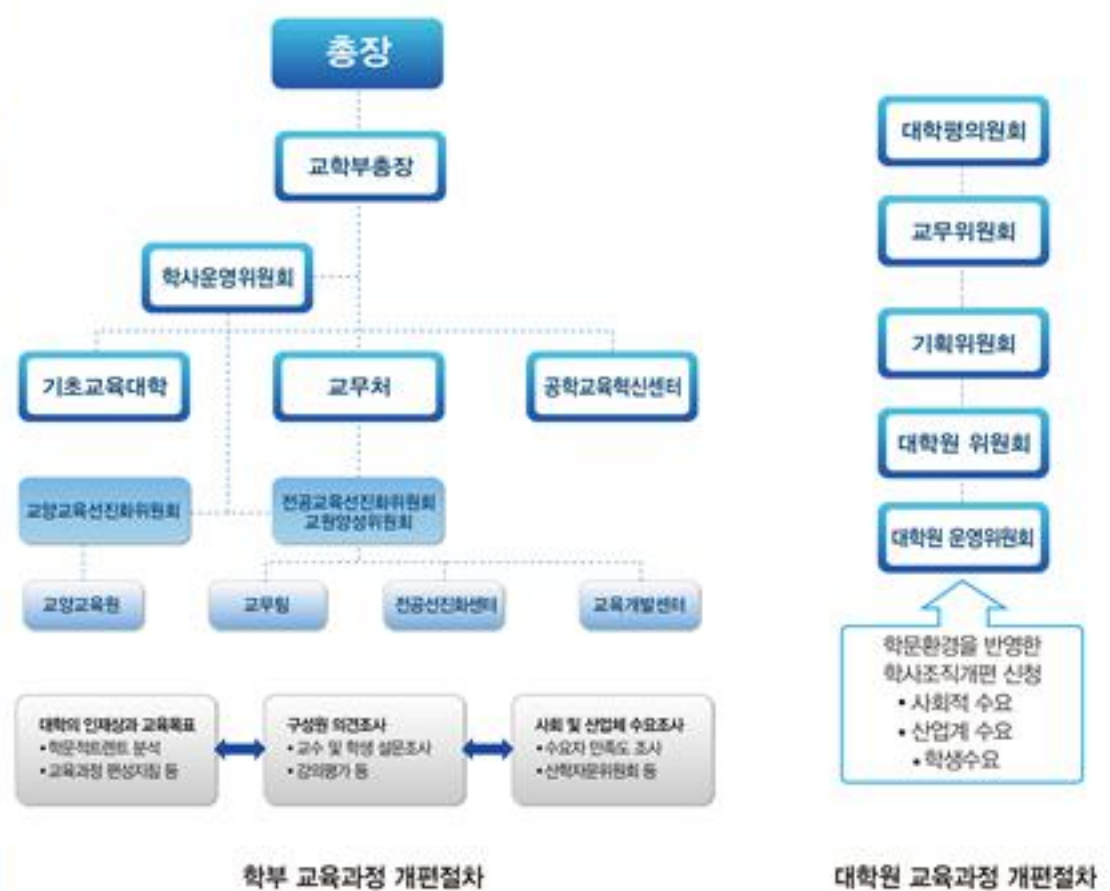 총장
교학부총장
학사운영위원회
기초교육대학
교무처
공학교육혁신센터
교양교육선진화위원회
전공교육선진화위원회
교원양성위원회
교양교육원
교무팀
전공선진화센터
교육개발센터
대학의 인재상과 교육목표
• 학문적트렌트 분석
• 교육과정 편성지침 등
구성원 의견조사
• 교수 및 학생 설문조사
• 강의평가 등
사회 및 산업체 수요조사
• 수요자 만족도 조사
• 산학자문위원회 등
학부 교육과정 개편절차
대학평의원회
교무위원회
기획위원회
대학원 위원회
대학원 운영위원회
학문환경을 반영한
학사조직개편 신청
• 사회적 수요
• 산업계 수요
• 학생수요
대학원 교육과정 개편절차